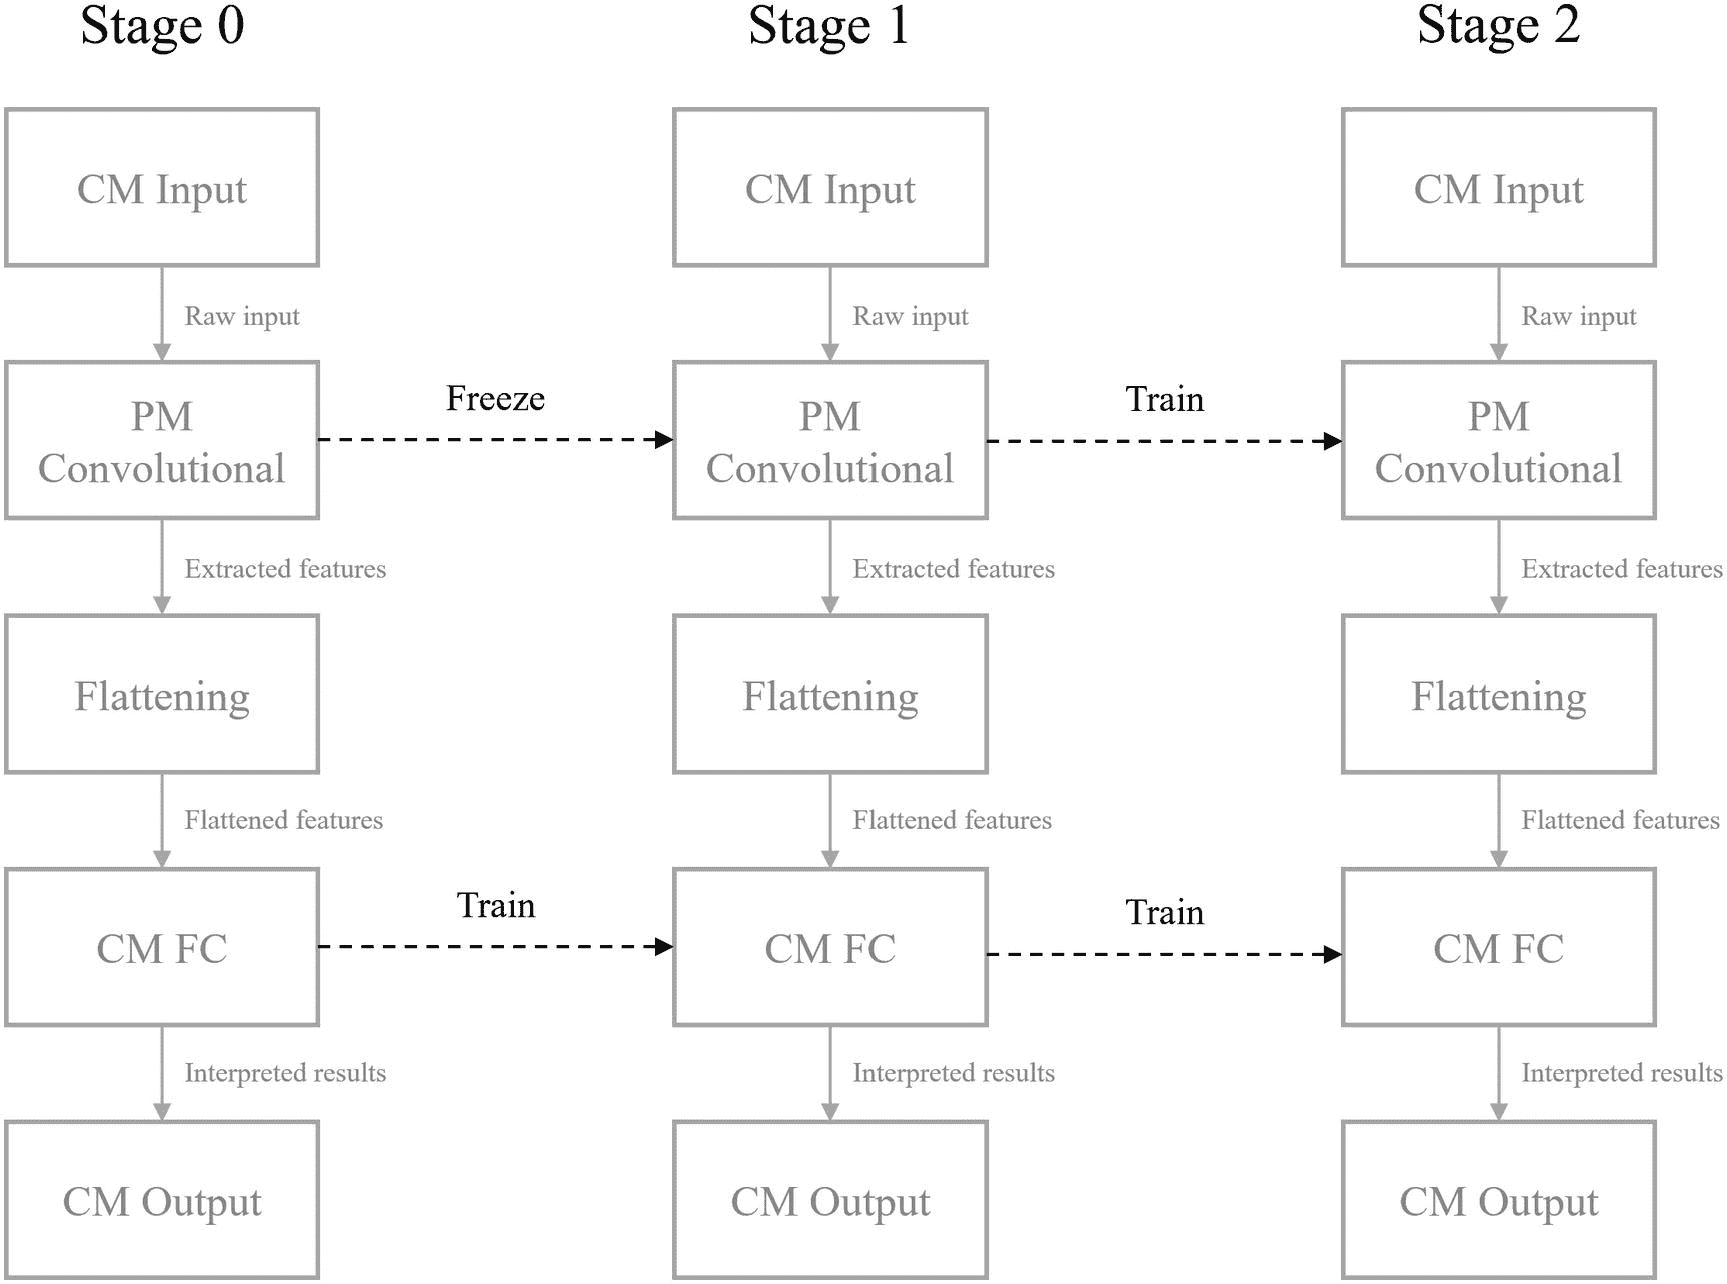 Stage 0
Stage 1
Stage 2
CM Input
CM Input
CM Input
Raw input
Raw input
Raw input
PM
Convolutional
Freeze
PM
Convolutional
Train
PM
Convolutional
Extracted features
Extracted features
Extracted features
Flattening
Flattening
Flattening
Flattened features
Flattened features
Flattened features
CM FC
Train
CM FC
Train
CM FC
Interpreted results
Interpreted results
Interpreted results
CM Output
CM Output
CM Output